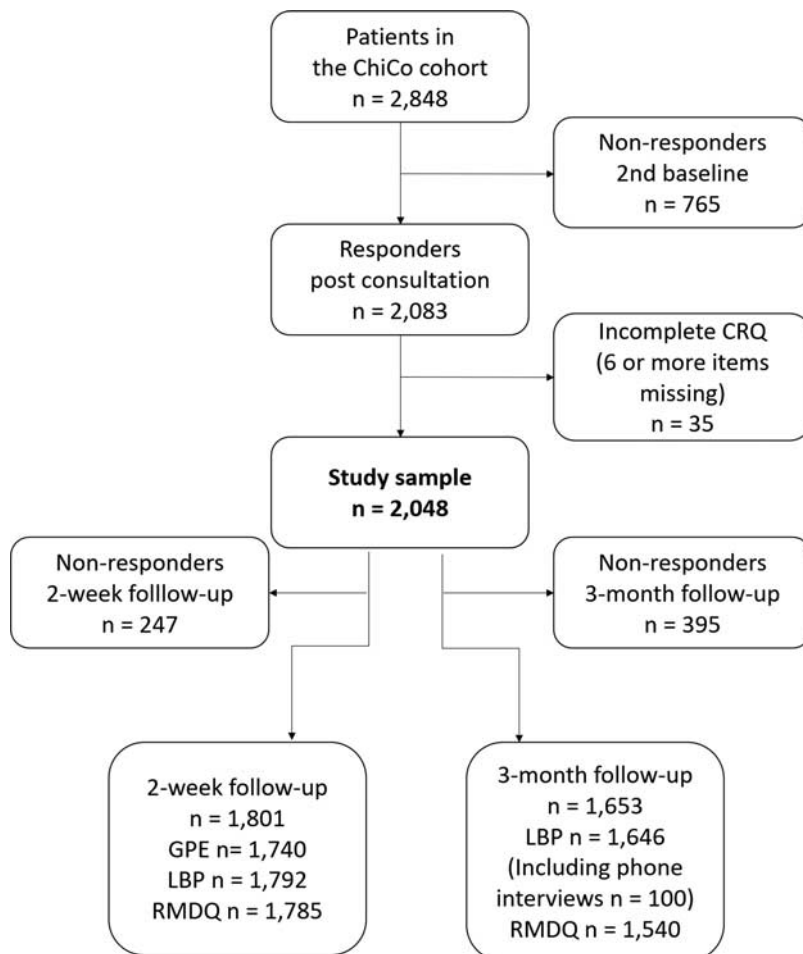 Patients in
the ChiCo cohort
n = 2,848
Non-responders
2nd baseline
n = 765
Responders
post consultation
n = 2,083
Incomplete CRQ
(6 or more items
missing)
n = 35
Study sample
n = 2,048
Non-responders
2-week folllow-up
n = 247
Non-responders
3-month follow-up
n = 395
2-week follow-up
n = 1,801
GPE n= 1,740
LBP n = 1,792
RMDQ n = 1,785
3-month follow-up
n = 1,653
LBP n = 1,646
(Including phone
interviews n = 100)
RMDQ n = 1,540